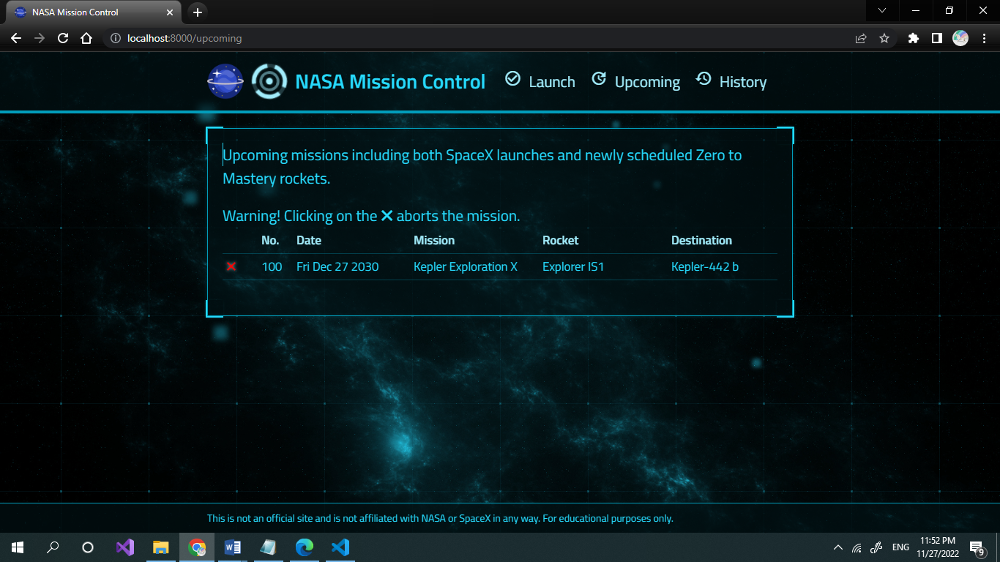 NASA Mission Control
localhost:8000/upcoming
NASA Mission Control Launch Upcoming History
Upcoming missions including both SpaceX launches and newly scheduled Zero to
Mastery rockets.
Warning! Clicking on the ✕ aborts the mission.
No. Date Mission Rocket Destination
✕ 100 Fri Dec 27 2030 Kepler Exploration X Explorer IS1 Kepler-442 b
This is not an official site and is not affiliated with NASA or SpaceX in any way. For educational purposes only.
ENG
11:52 PM
11/27/2022
9